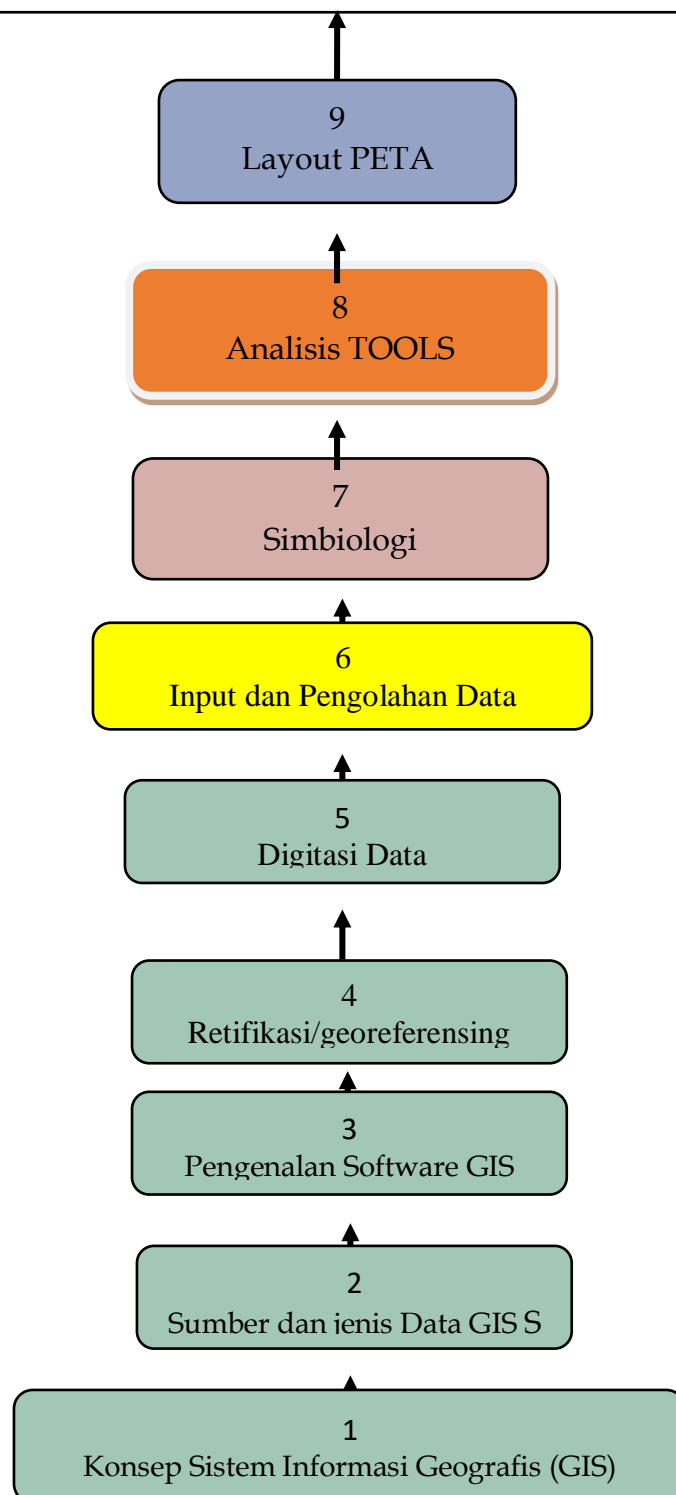 9
Layout PETA
8
Analisis TOOLS
7
Simbiologi
6
Input dan Pengolahan Data
5
Digitasi Data
4
Retifikasi/georeferensing
3
Pengenalan Software GIS
2
Sumber dan jenis Data GIS S
1
Konsep Sistem Informasi Geografis (GIS)